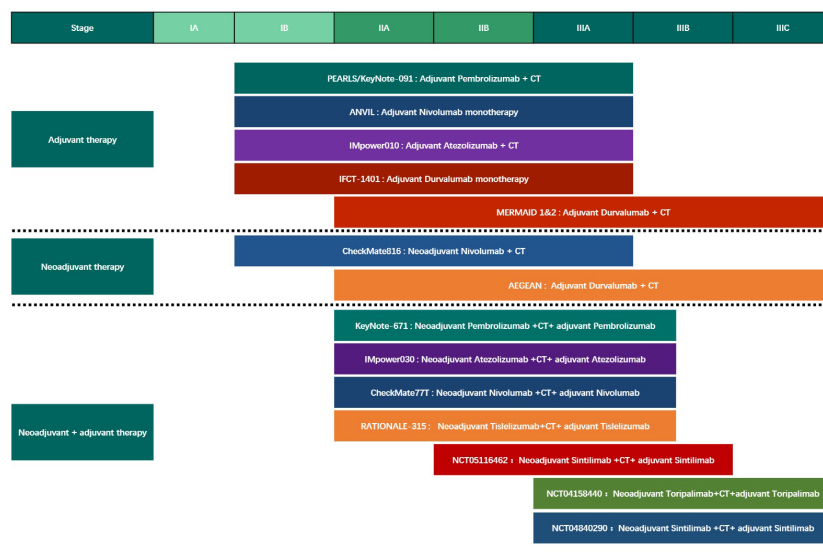 Stage IA IB IIA IIB IIIA IIIB IIIC
PEARLS/KeyNote-091 : Adjuvant Pembrolizumab + CT
ANVIL : Adjuvant Nivolumab monotherapy
Adjuvant therapy
IMpower010 : Adjuvant Atezolizumab + CT
IFCT-1401 : Adjuvant Durvalumab monotherapy
MERMAID 1&2 : Adjuvant Durvalumab + CT
CheckMate816 : Neoadjuvant Nivolumab + CT
Neoadjuvant therapy
AEGEAN : Adjuvant Durvalumab + CT
KeyNote-671 : Neoadjuvant Pembrolizumab +CT+ adjuvant Pembrolizumab
IMpower030 : Neoadjuvant Atezolizumab +CT+ adjuvant Atezolizumab
CheckMate77T : Neoadjuvant Nivolumab +CT+ adjuvant Nivolumab
RATIONALE-315 : Neoadjuvant Tislelizumab+CT+ adjuvant Tislelizumab
Neoadjuvant + adjuvant therapy
NCT05116462 : Neoadjuvant Sintilimab +CT+ adjuvant Sintilimab
NCT04158440 : Neoadjuvant Toripalimab+CT+adjuvant Toripalimab
NCT04840290 : Neoadjuvant Sintilimab +CT+ adjuvant Sintilimab